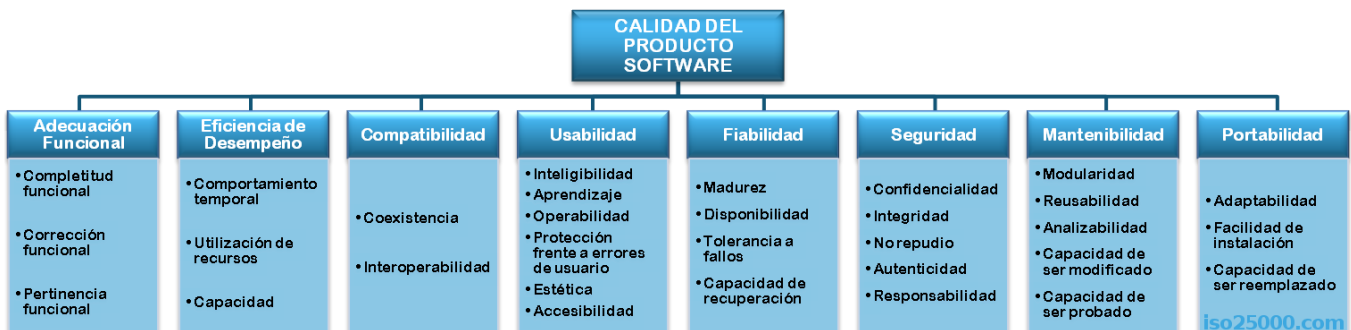 CALIDAD DEL
PRODUCTO
SOFTWARE
Adecuación
Funcional
• Completitud
funcional
• Corrección
funcional
• Pertinencia
funcional
Eficiencia de
Desempeño
• Comportamiento
temporal
• Utilización de
recursos
• Capacidad
Compatibilidad
• Coexistencia
• Interoperabilidad
Usabilidad
• Inteligibilidad
• Aprendizaje
• Operabilidad
• Protección
frente a errores
de usuario
• Estética
• Accesibilidad
Fiabilidad
• Madurez
• Disponibilidad
• Tolerancia a
fallos
• Capacidad de
recuperación
Seguridad
• Confidencialidad
• Integridad
• No repudio
• Autenticidad
• Responsabilidad
Mantenibilidad
• Modularidad
• Reusabilidad
• Analizabilidad
• Capacidad de
ser modificado
• Capacidad de
ser probado
Portabilidad
• Adaptabilidad
• Facilidad de
instalación
• Capacidad de
ser reemplazado
iso25000.com